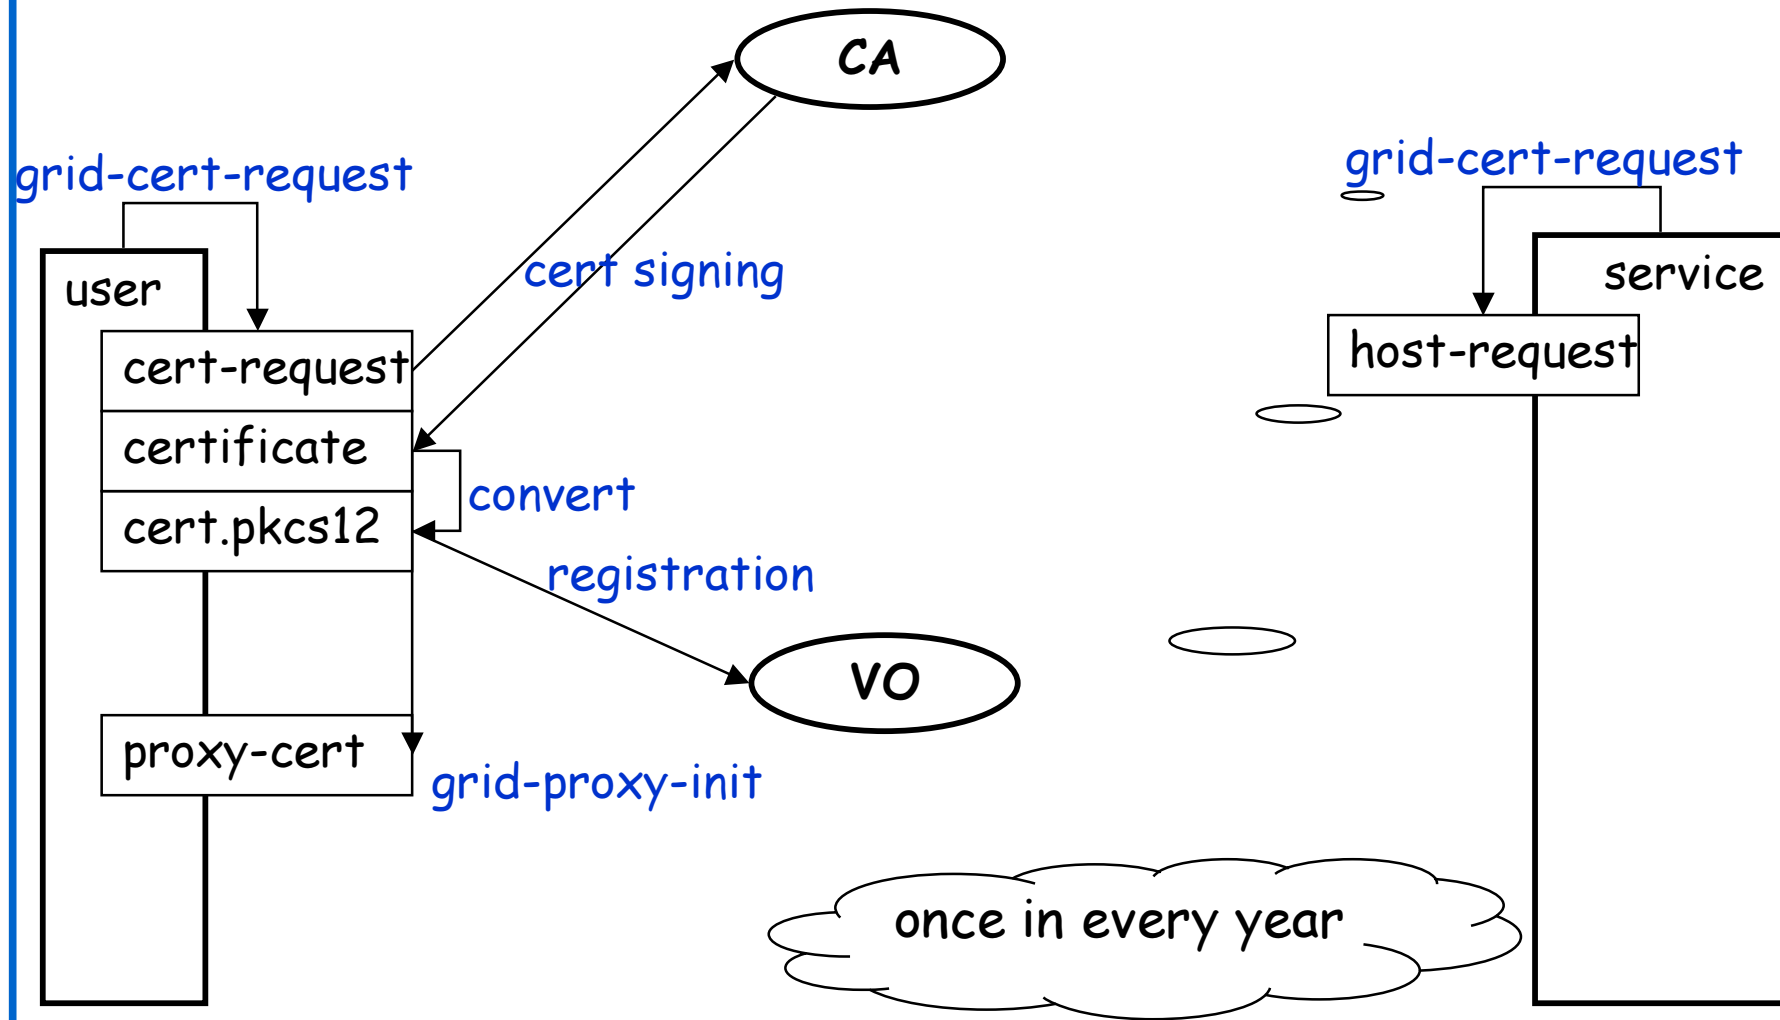 CA
grid-cert-request
grid-cert-request
cert signing
user
service
cert-request
host-request
certificate
convert
cert.pkcs12
registration
VO
proxy-cert
grid-proxy-init
once in every year